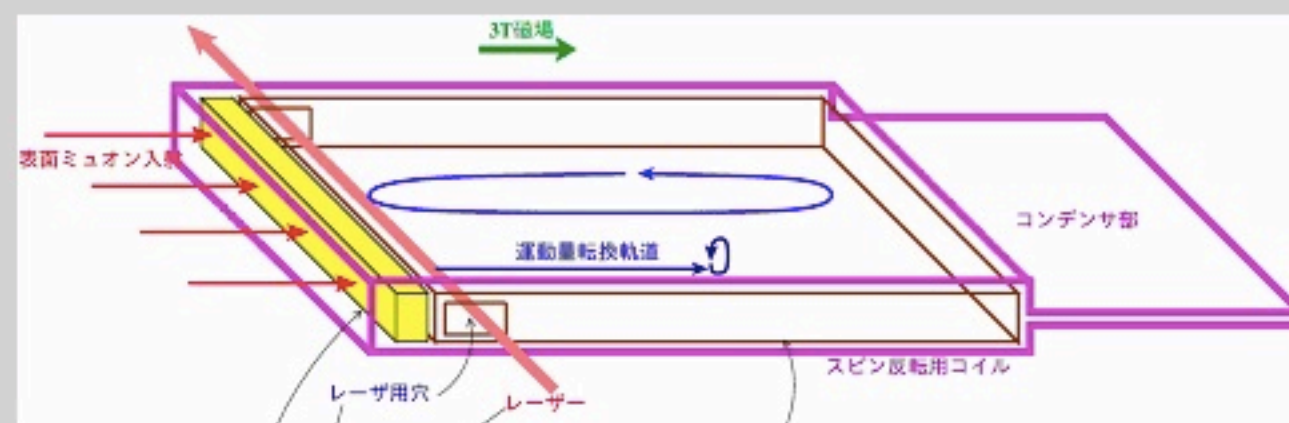 3T磁場
表面ミュオン入射
コンデンサ部
運動量転換軌道
スピン反転用コイル
レーザ用穴
レーザー